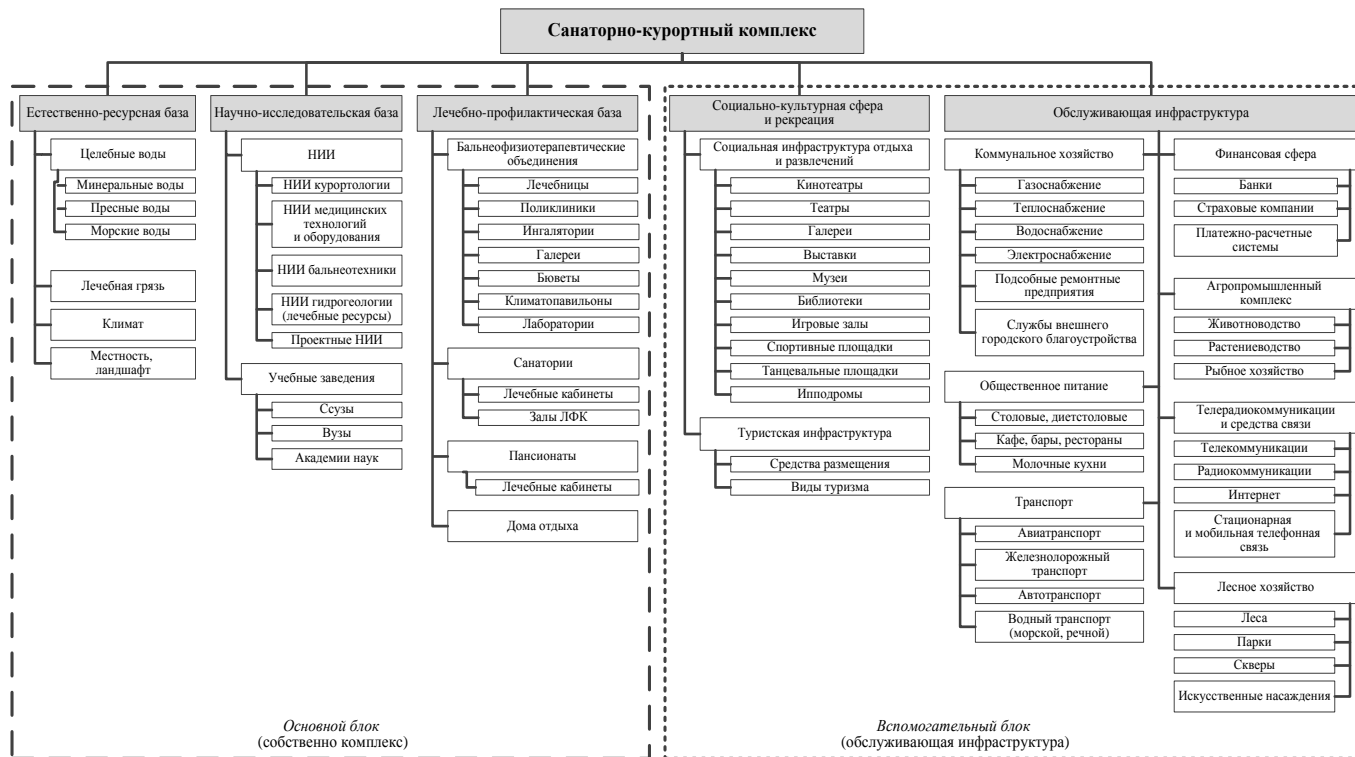 Санаторно-курортный комплекс
Естественно-ресурсная база
Целебные воды
Минеральные воды
Пресные воды
Морские воды
Лечебная грязь
Климат
Местность,
ландшафт
Научно-исследовательская база
НИИ
НИИ курортологии
НИИ медицинских
технологий
и оборудования
НИИ бальнеотехники
НИИ гидрогеологии
(лечебные ресурсы)
Проектные НИИ
Учебные заведения
Ссузы
Вузы
Академии наук
Лечебно-профилактическая база
Бальнеофизиотерапевтические
объединения
Лечебницы
Поликлиники
Ингалятории
Галереи
Бюветы
Климатопавильоны
Лаборатории
Санатории
Лечебные кабинеты
Залы ЛФК
Пансионаты
Лечебные кабинеты
Дома отдыха
Основной блок
(собственно комплекс)
Социально-культурная сфера
и рекреация
Социальная инфраструктура отдыха
и развлечений
Кинотеатры
Театры
Галереи
Выставки
Музеи
Библиотеки
Игровые залы
Спортивные площадки
Танцевальные площадки
Ипподромы
Туристская инфраструктура
Средства размещения
Виды туризма
Обслуживающая инфраструктура
Коммунальное хозяйство
Газоснабжение
Теплоснабжение
Водоснабжение
Электроснабжение
Подсобные ремонтные
предприятия
Службы внешнего
городского благоустройства
Общественное питание
Столовые, диетстоловые
Кафе, бары, рестораны
Молочные кухни
Транспорт
Авиатранспорт
Железнолорожный
транспорт
Автотранспорт
Водный транспорт
(морской, речной)
Финансовая сфера
Банки
Страховые компании
Платежно-расчетные
системы
Агропромышленный
комплекс
Животноводство
Растениеводство
Рыбное хозяйство
Телерадиокоммуникации
и средства связи
Телекоммуникации
Радиокоммуникации
Интернет
Стационарная
и мобильная телефонная
связь
Лесное хозяйство
Леса
Парки
Скверы
Искусственные насаждения
Вспомогательный блок
(обслуживающая инфраструктура)